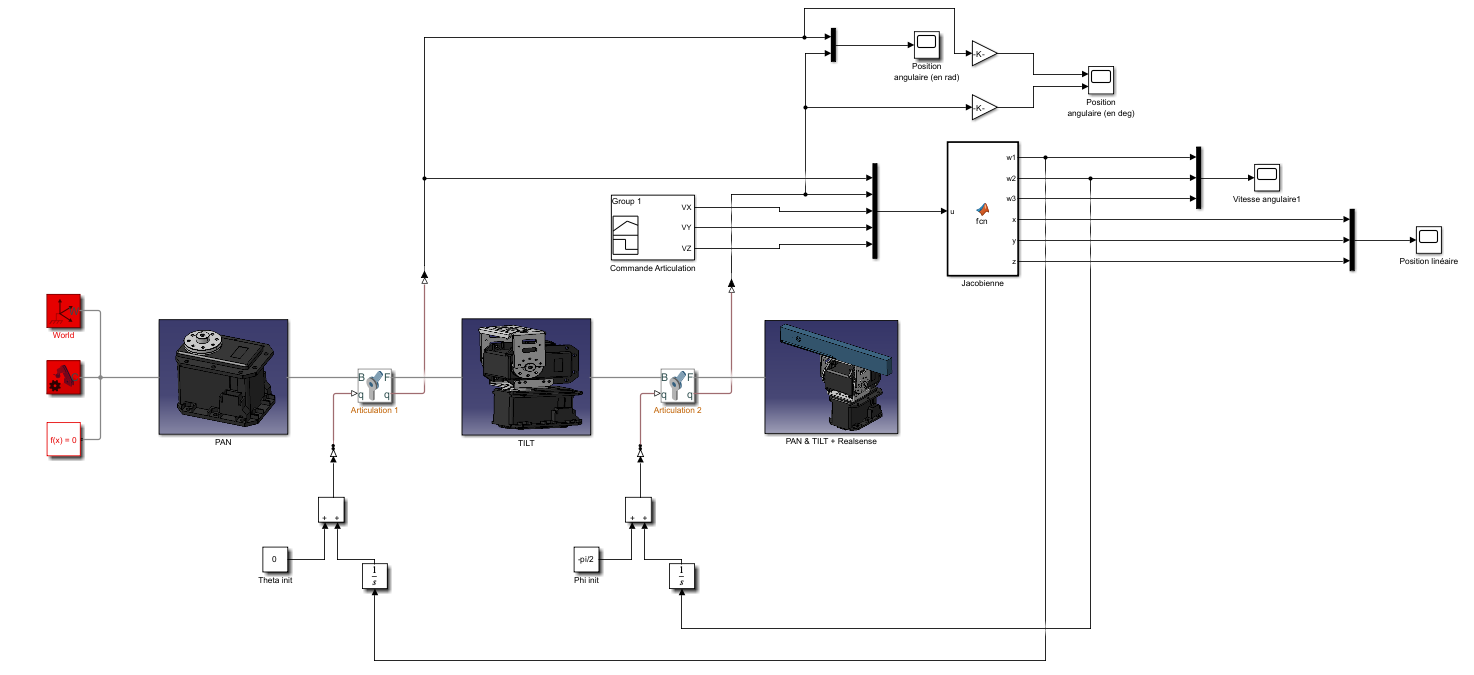 Position
angulaire (en rad)
-K-
Position
angulaire (en deg)
-K-
Group 1
VX
VY
VZ
Commande Articulation
u
fcn
w1
w2
w3
x
y
z
Jacobienne
Vitesse angulaire1
Position linéaire
World
f(x) = 0
PAN
B
F
q
q
Articulation 1
TILT
B
F
q
q
Articulation 2
PAN & TILT + Realsense
+
+
0
Theta init
1
s
+
+
-pi/2
Phi init
1
s